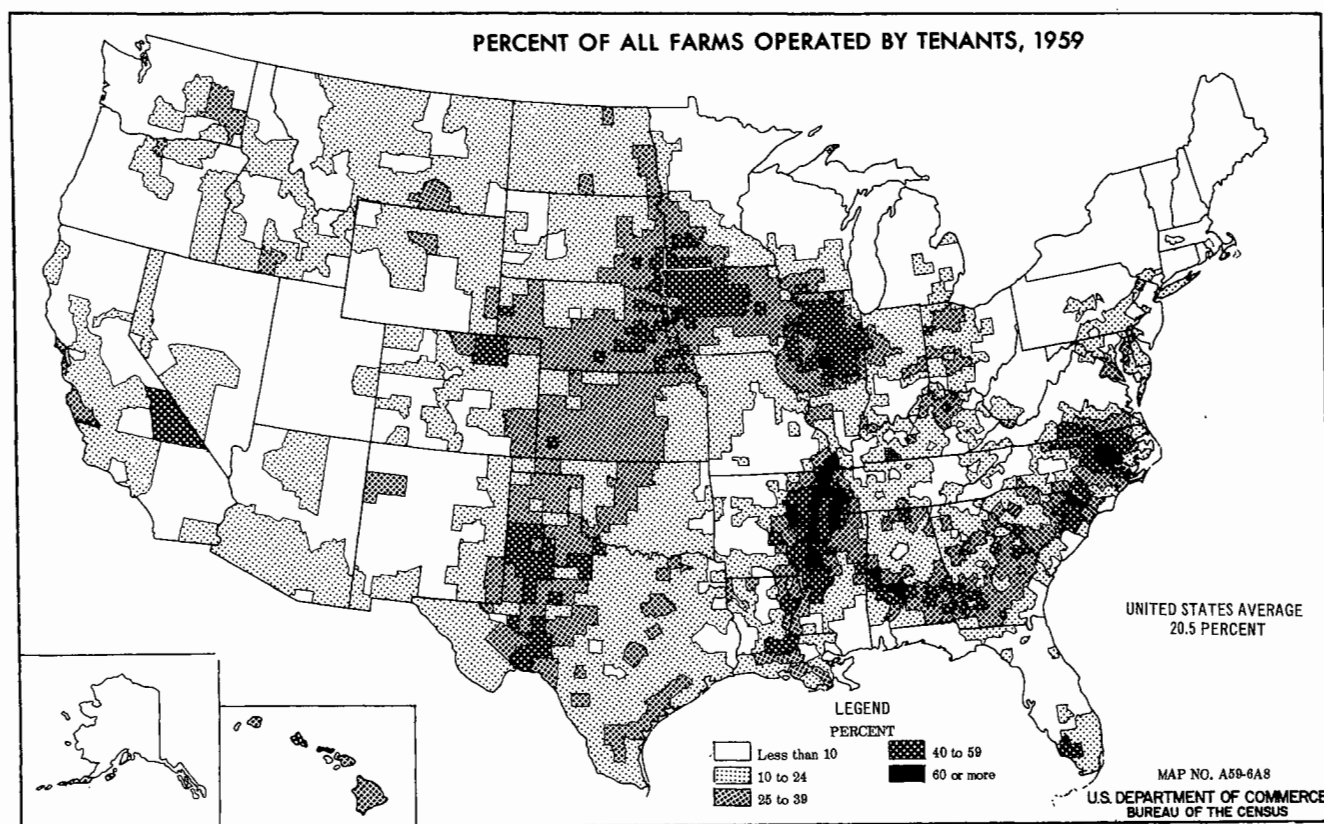 PERCENT OF ALL FARMS OPERATED BY TENANTS, 1959
UNITED STATES AVERAGE
20.5 PERCENT
LEGEND
PERCENT
Less than 10
10 to 24
25 to 39
40 to 59
60 or more
MAP NO. A59-6A8
U.S. DEPARTMENT OF COMMERCE
BUREAU OF THE CENSUS